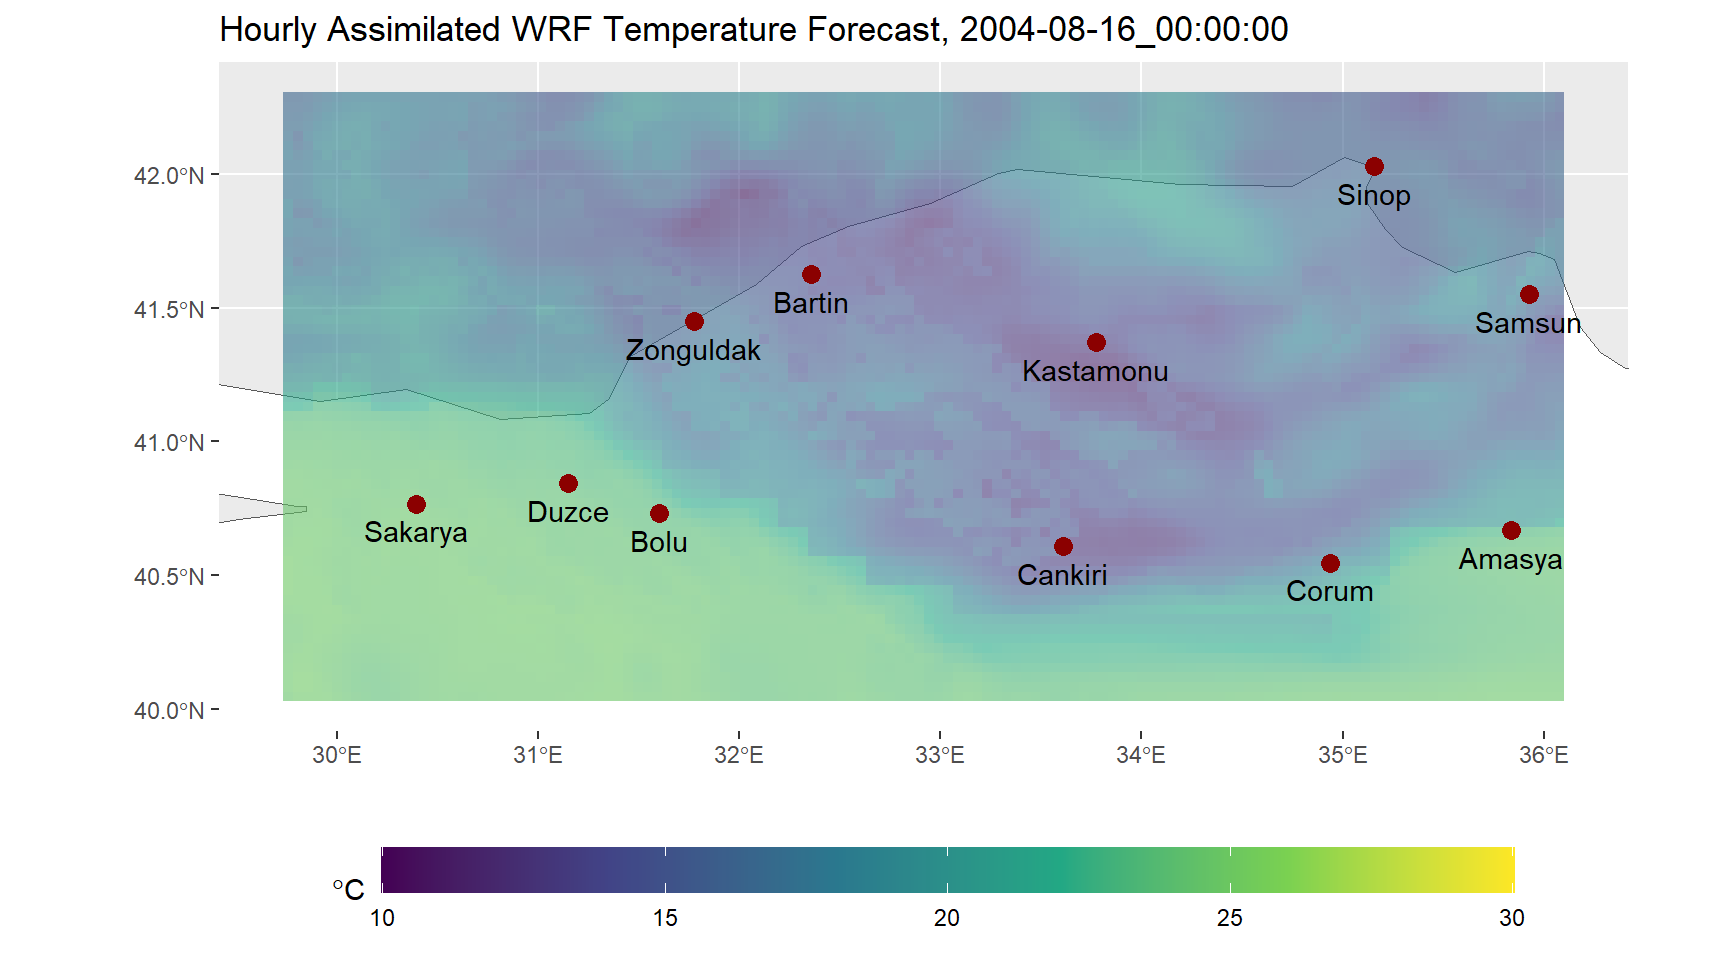 Hourly Assimilated WRF Temperature Forecast, 2004-08-16_00:00:00
42.0°N
Sinop
Bartin
41.5°N
Samsun
Zonguldak
Kastamonu
41.0°N
Duzce
Sakarya
Bolu
Amasya
40.5°N
Cankiri
Corum
40.0°N
30°E 31°E 32°E 33°E 34°E 35°E 36°E
°C
10 15 20 25 30